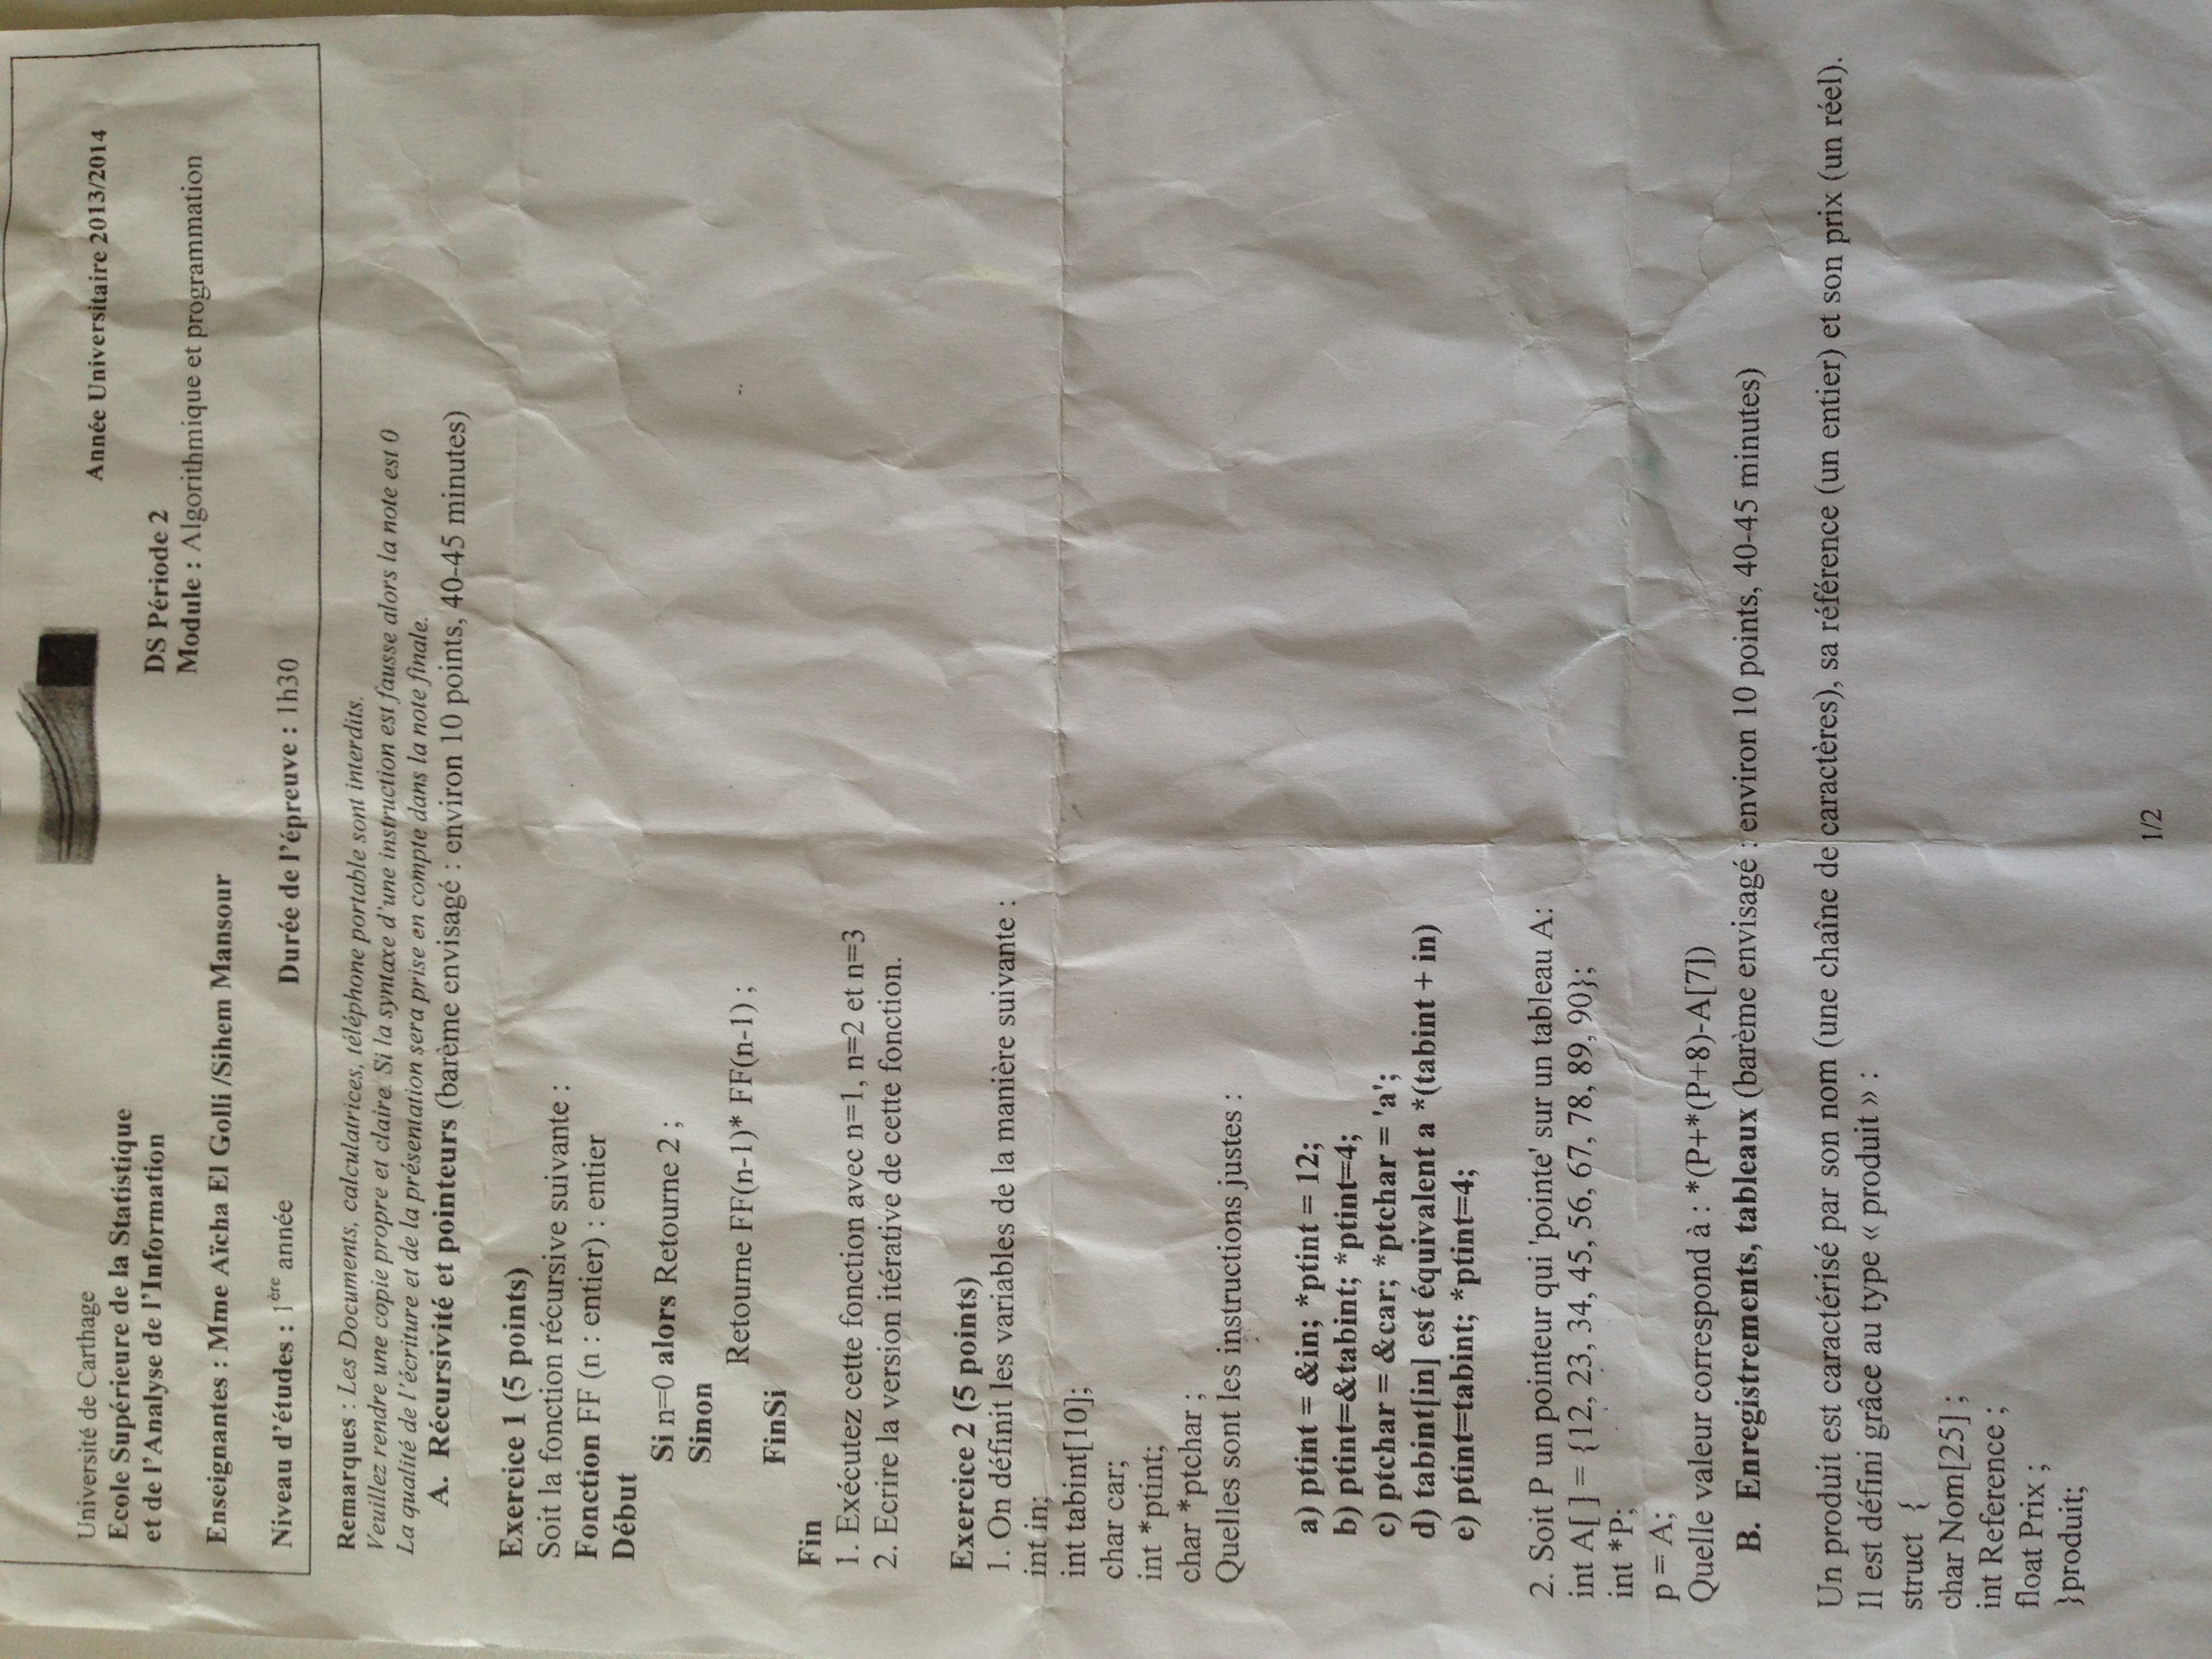 Université de Carthage
Ecole Supérieure de la Statistique
et de l'Analyse de l'Information
Année Universitaire 2013/2014
DS Période 2
Module : Algorithmique et programmation
Enseignantes : Mme Aïcha El Golli /Sihem Mansour
Niveau d'études : 1ère année
Durée de l'épreuve : 1h30
Remarques : Les Documents, calculatrices, téléphone portable sont interdits.
Veuillez rendre une copie propre et claire. Si la syntaxe d'une instruction est fausse alors la note est 0
La qualité de l'écriture et de la présentation sera prise en compte dans la note finale.
A. Récursivité et pointeurs (barème envisagé : environ 10 points, 40-45 minutes)
Exercice 1 (5 points)
Soit la fonction récursive suivante :
Fonction FF (n : entier) : entier
Début
Si n=0 alors Retourne 2 ;
Sinon
Retourne FF(n-1)* FF(n-1) ;
FinSi
Fin
1. Exécutez cette fonction avec n=1, n=2 et n=3
2. Ecrire la version itérative de cette fonction.
Exercice 2 (5 points)
1. On définit les variables de la manière suivante :
int in;
int tabint[10];
char car;
int *ptint;
char *ptchar ;
Quelles sont les instructions justes :
a) ptint = &in; *ptint = 12;
b) ptint=&tabint; *ptint=4;
c) ptchar = &car; *ptchar = 'a';
d) tabint[in] est équivalent a *(tabint + in)
e) ptint=tabint; *ptint=4;
2. Soit P un pointeur qui 'pointe' sur un tableau A:
int A[ ] = {12, 23, 34, 45, 56, 67, 78, 89, 90};
int *P;
p = A;
Quelle valeur correspond à : *(P+*(P+8)-A[7])
B. Enregistrements, tableaux (barème envisagé : environ 10 points, 40-45 minutes)
Un produit est caractérisé par son nom (une chaîne de caractères), sa référence (un entier) et son prix (un réel).
Il est défini grâce au type « produit » :
struct {
char Nom[25] ;
int Reference ;
float Prix ;
}produit;
1/2